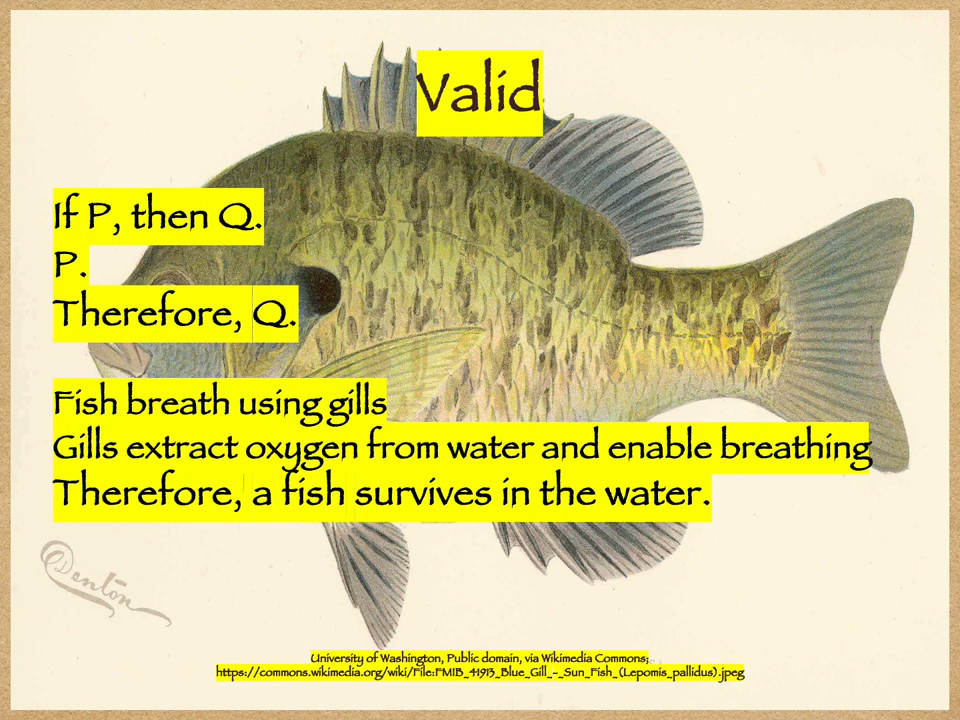 Valid
If P, then Q.
P.
Therefore, Q.
Fish breath using gills
Gills extract oxygen from water and enable breathing
Therefore, a fish survives in the water.
Denton
University of Washington, Public domain, via Wikimedia Commons;
https://commons.wikimedia.org/wiki/File:FMIB_41913_Blue_Gill_-_Sun_Fish_(Lepomis_pallidus).jpeg